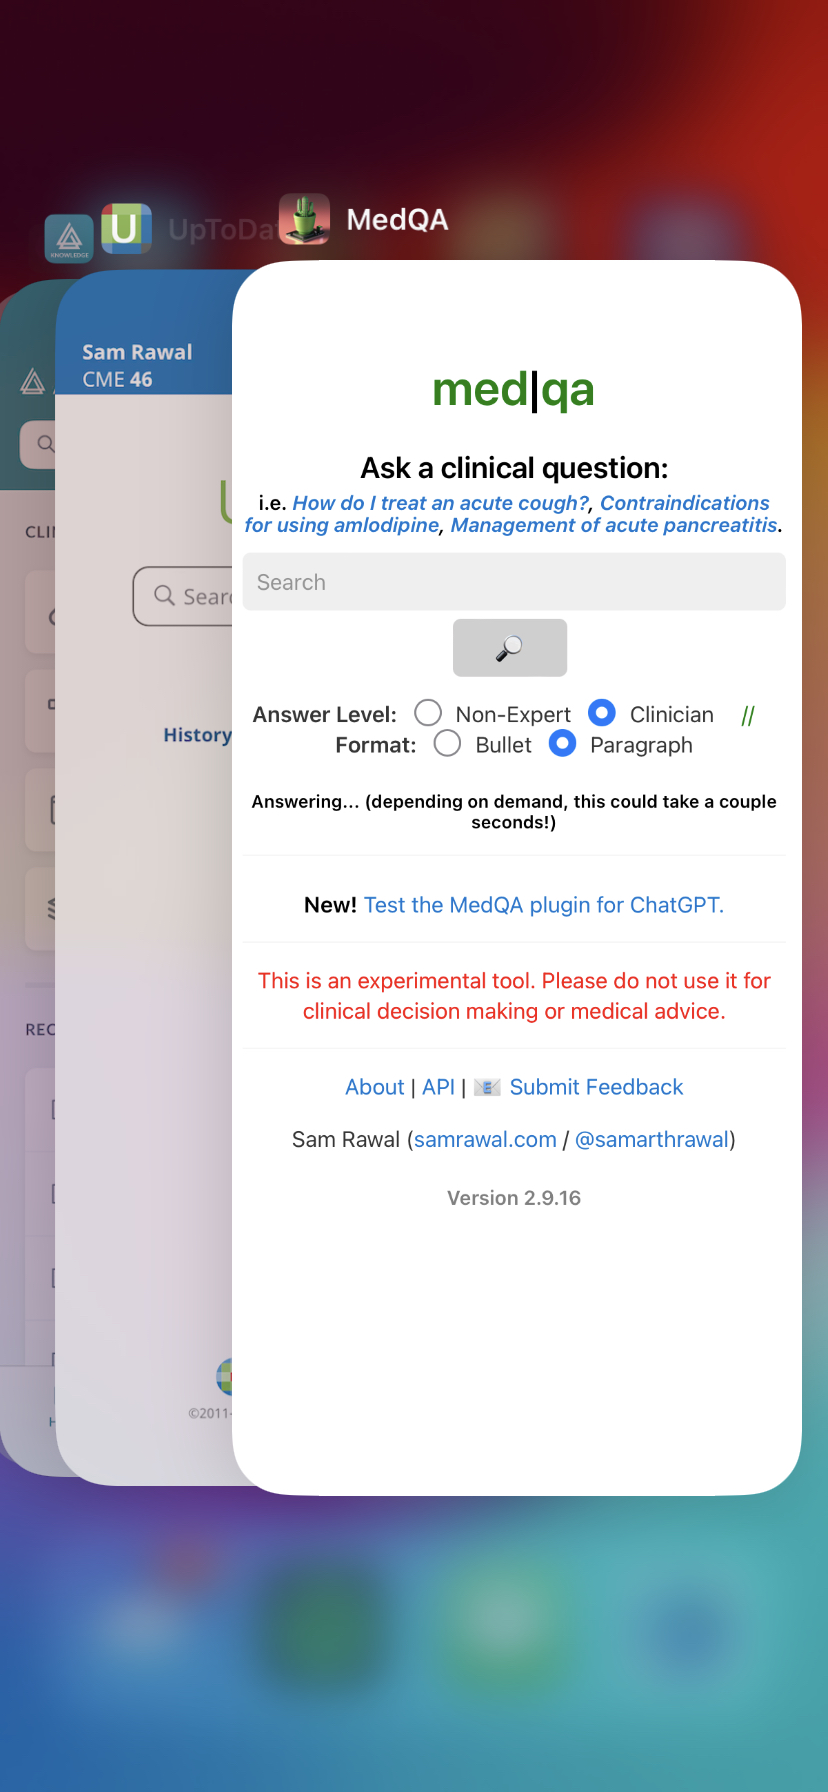 KNOWLEDGE
U
UpToDa
MedQA
Sam Rawal
CME 46
med|qa
Ask a clinical question:
i.e. How do I treat an acute cough?, Contraindications
for using amlodipine, Management of acute pancreatitis.
Search
Sear
Answer Level: Non-Expert Clinician //
History
Format: Bullet Paragraph
Answering... (depending on demand, this could take a couple
seconds!)
New! Test the MedQA plugin for ChatGPT.
This is an experimental tool. Please do not use it for
clinical decision making or medical advice.
REC
CLI
About | API | Submit Feedback
Sam Rawal (samrawal.com / @samarthrawal)
Version 2.9.16
©2011-